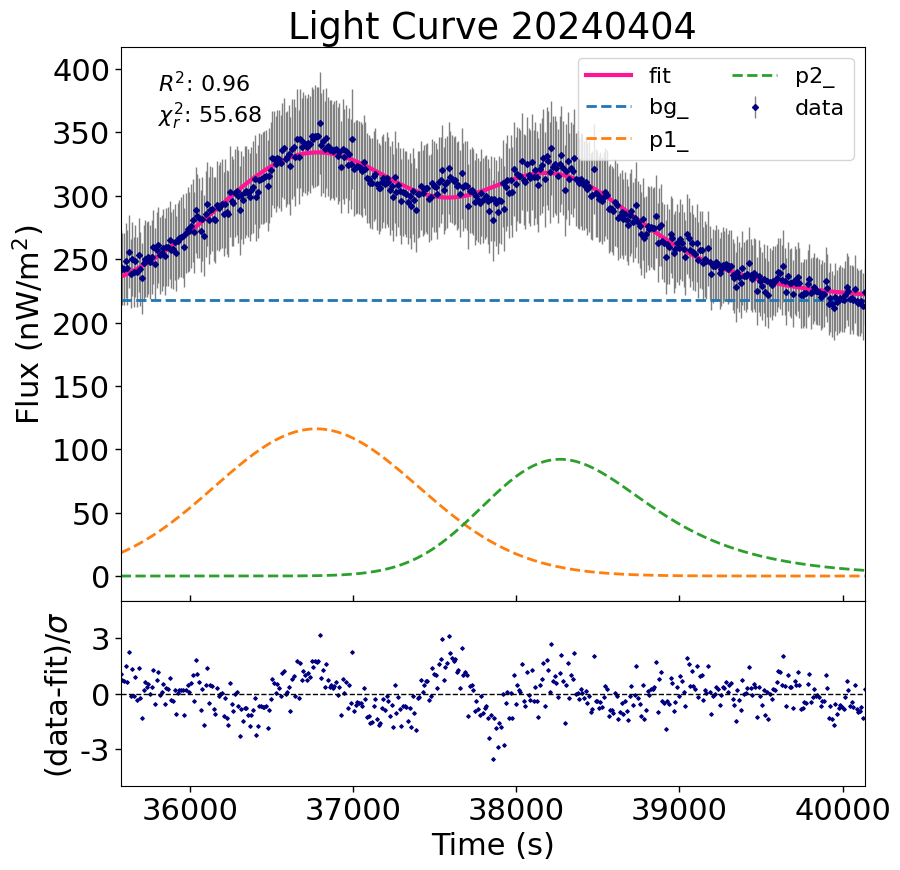 Light Curve 20240404
R²: 0.96
χ²ᵣ: 55.68
fit
bg_
p1_
p2_
data
Flux (nW/m²)
400
350
300
250
200
150
100
50
0
(data-fit)/σ
3
0
-3
36000 37000 38000 39000 40000
Time (s)